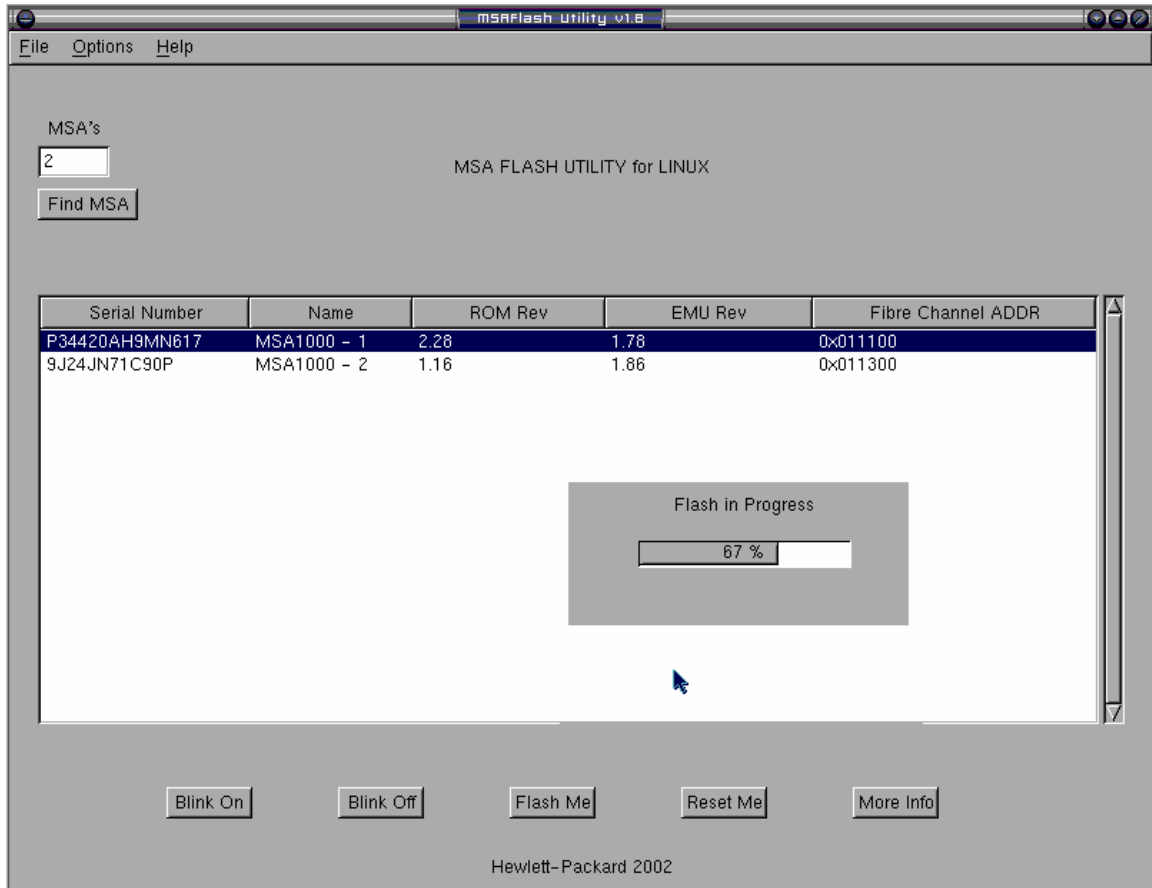 MSAFlash Utility v1.8
File Options Help
MSA's
2
MSA FLASH UTILITY for LINUX
Find MSA
Serial Number Name ROM Rev EMU Rev Fibre Channel ADDR
P34420AH9MN617 MSA1000 - 1 2.28 1.78 0x011100
9J24JN71C90P MSA1000 - 2 1.16 1.86 0x011300
Flash in Progress
67 %
Blink On Blink Off Flash Me Reset Me More Info
Hewlett-Packard 2002